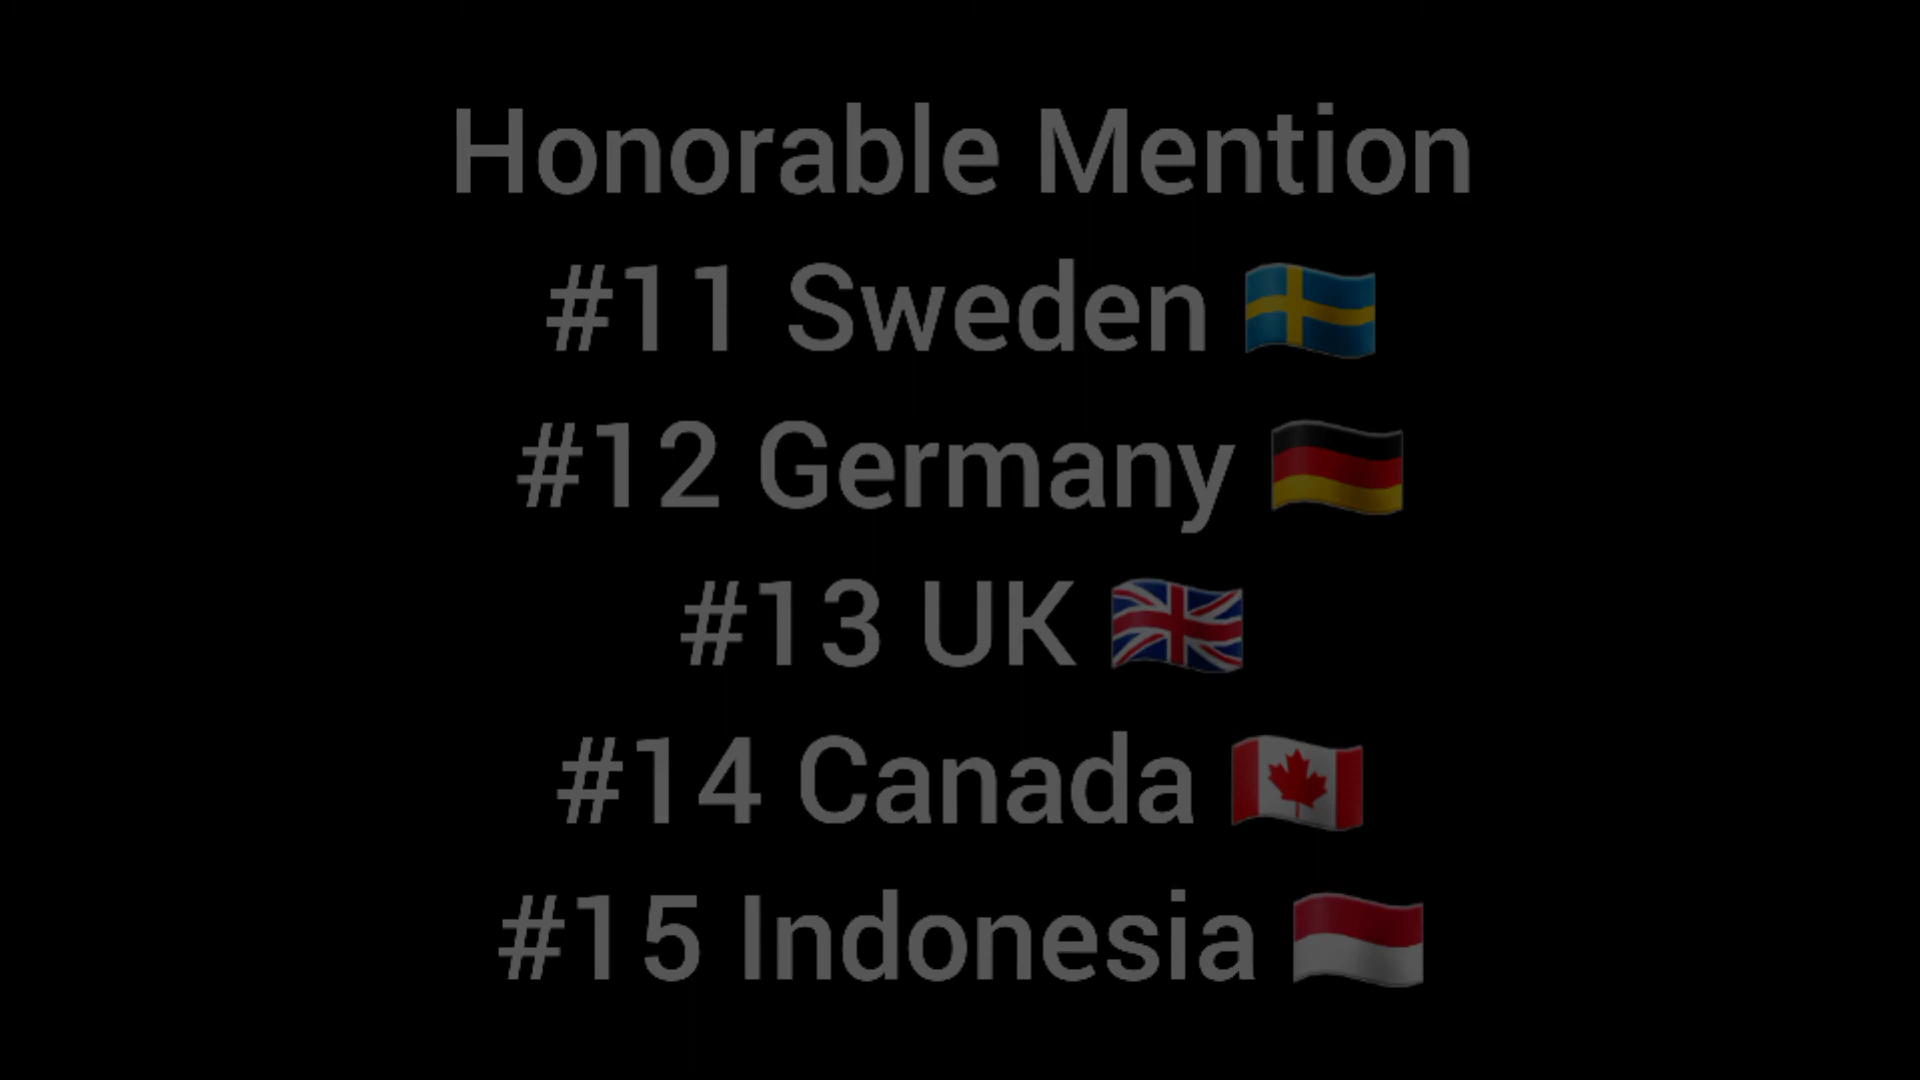 Honorable Mention
#11 Sweden 🇸🇪
#12 Germany 🇩🇪
#13 UK 🇬🇧
#14 Canada 🇨🇦
#15 Indonesia 🇮🇩